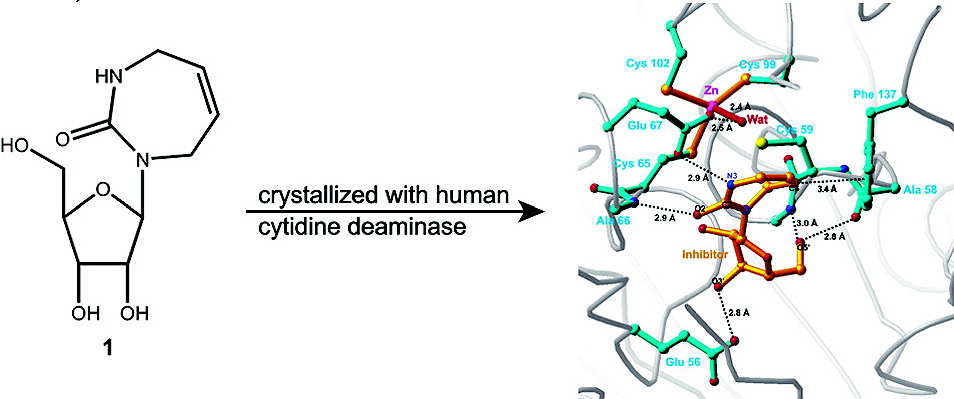 HN
O
N
HO
O
OH
OH
1
crystallized with human
cytidine deaminase
Cys 102
Cys 99
Zn
Phe 137
2.4 Å
Wat
Glu 67
2.5 Å
Cys 59
Cys 65
2.9 Å
N3
3.4 Å
Ala 58
Ala 66
2.9 Å
3.0 Å
O5'
2.8 Å
Inhibitor
O3'
2.8 Å
Glu 56